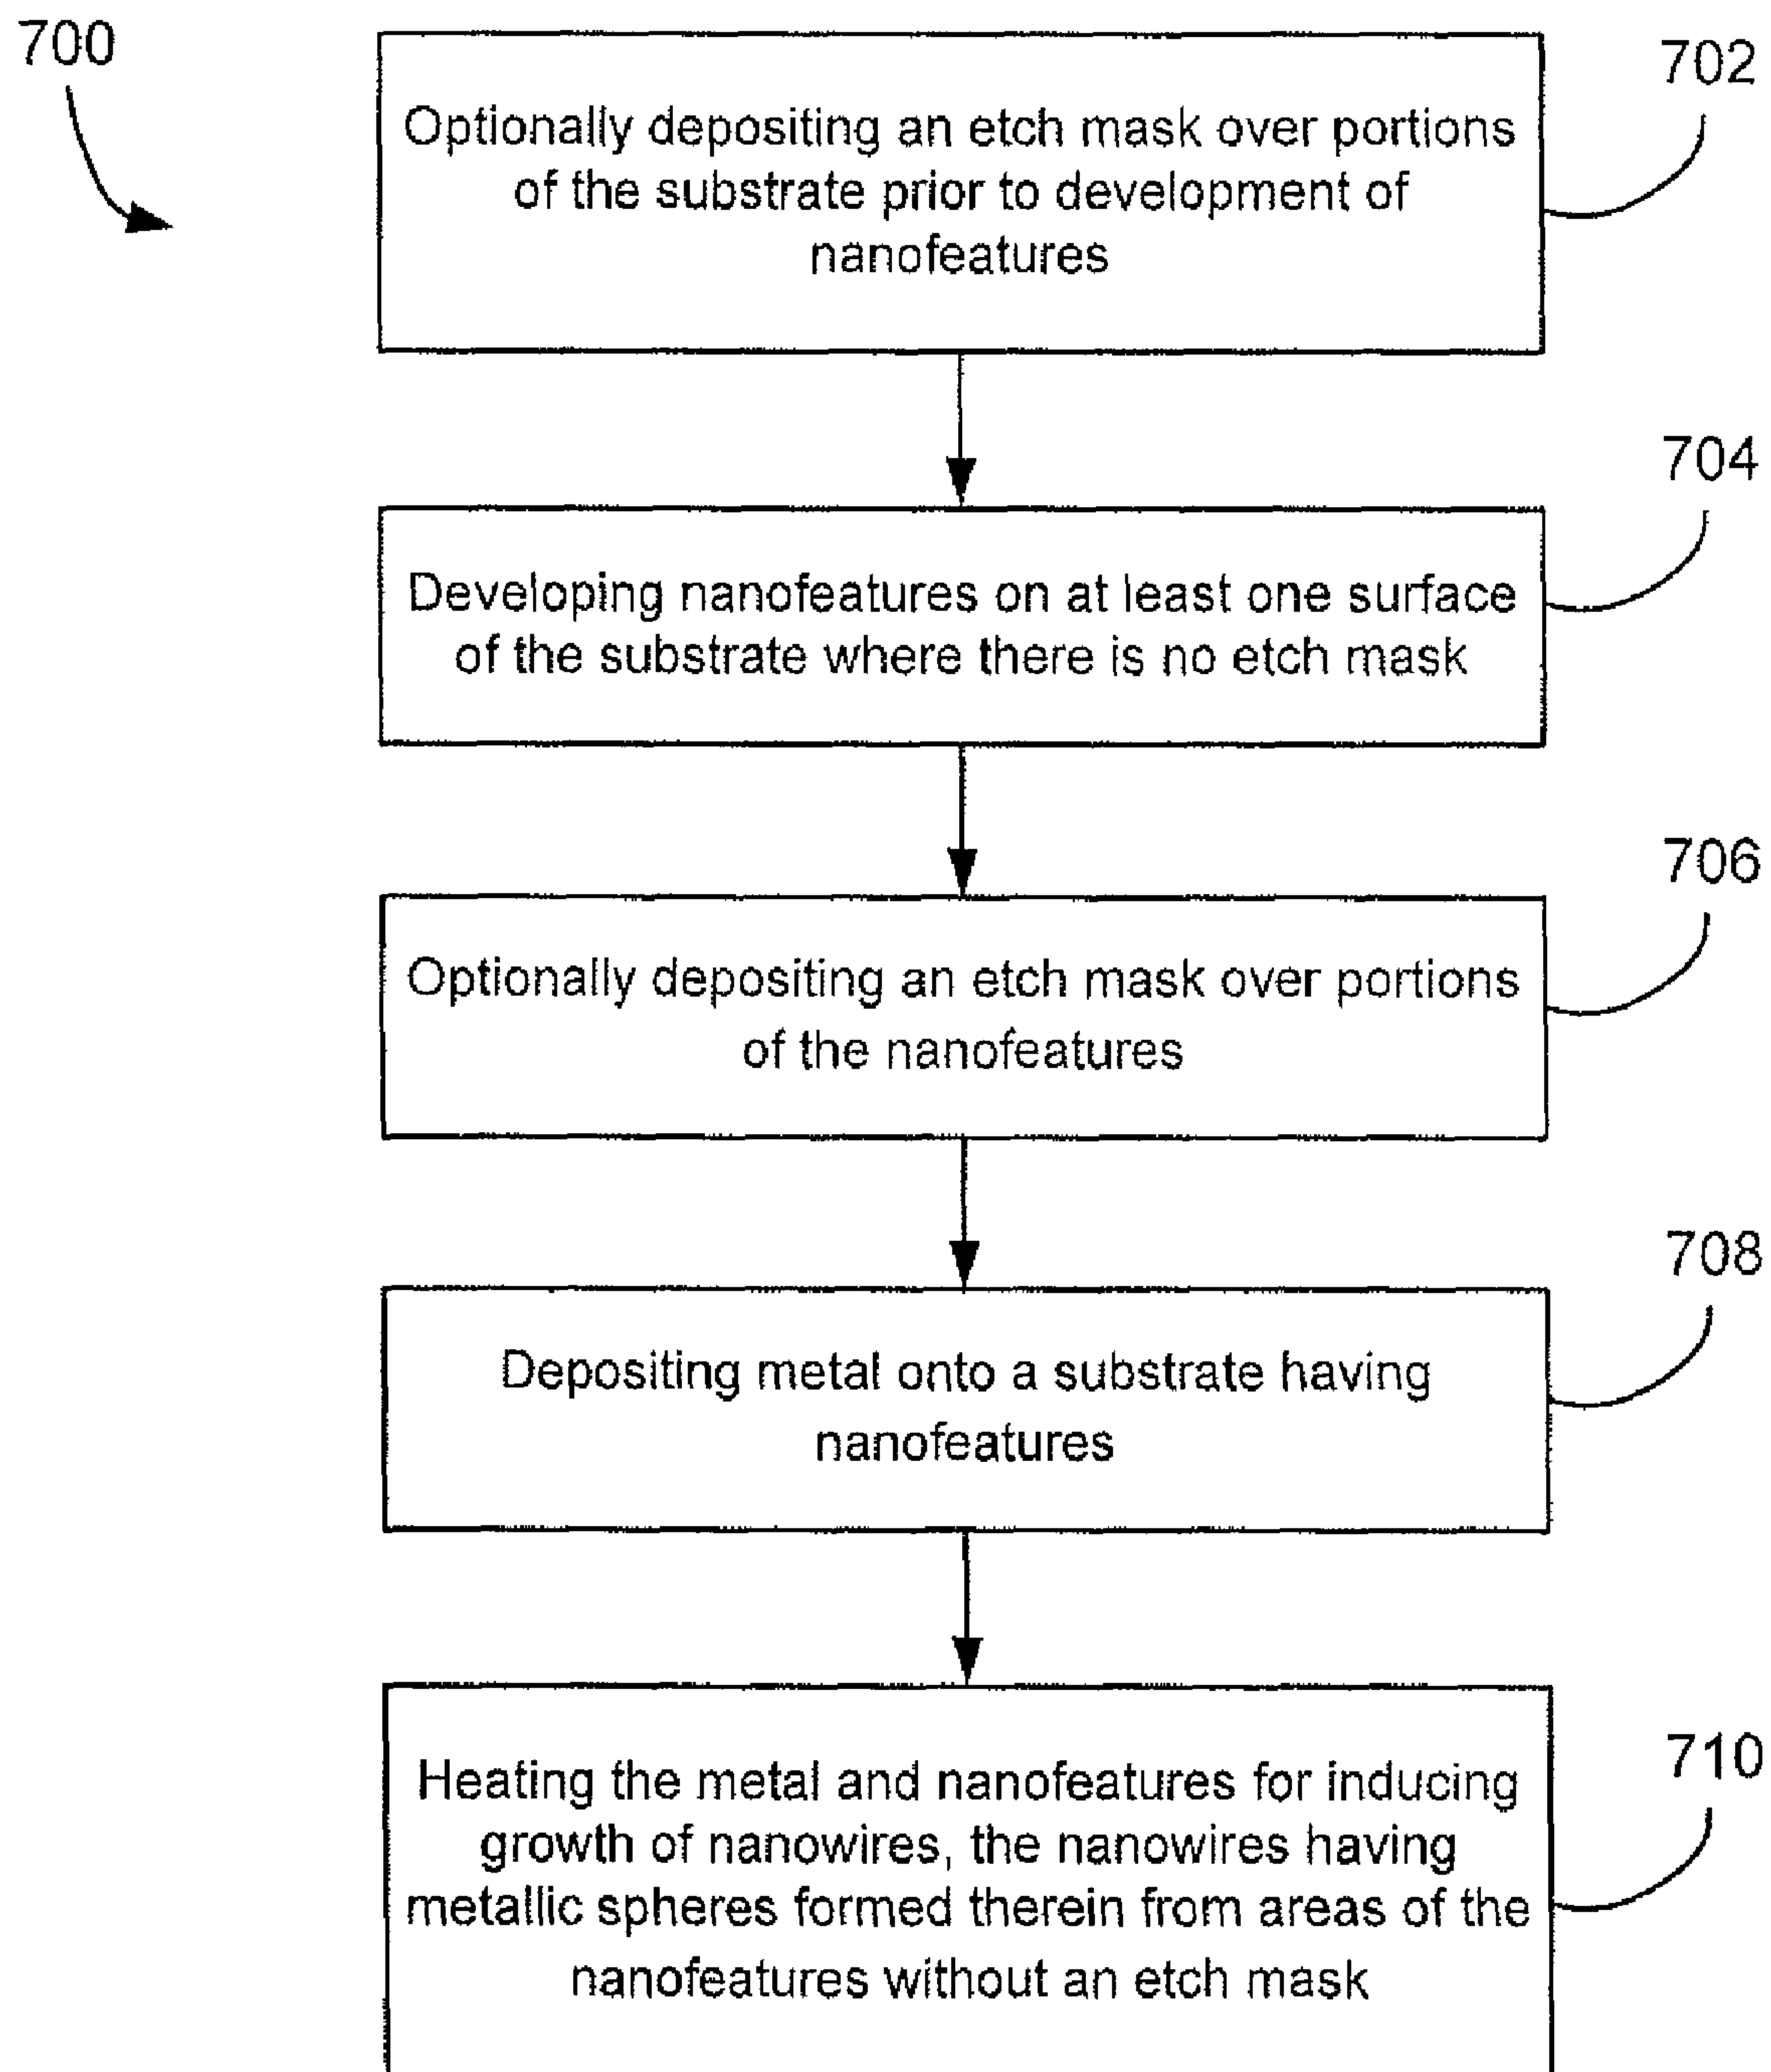 700
702
Optionally depositing an etch mask over portions
of the substrate prior to development of
nanofeatures
704
Developing nanofeatures on at least one surface
of the substrate where there is no etch mask
706
Optionally depositing an etch mask over portions
of the nanofeatures
708
Depositing metal onto a substrate having
nanofeatures
710
Heating the metal and nanofeatures for inducing
growth of nanowires, the nanowires having
metallic spheres formed therein from areas of the
nanofeatures without an etch mask